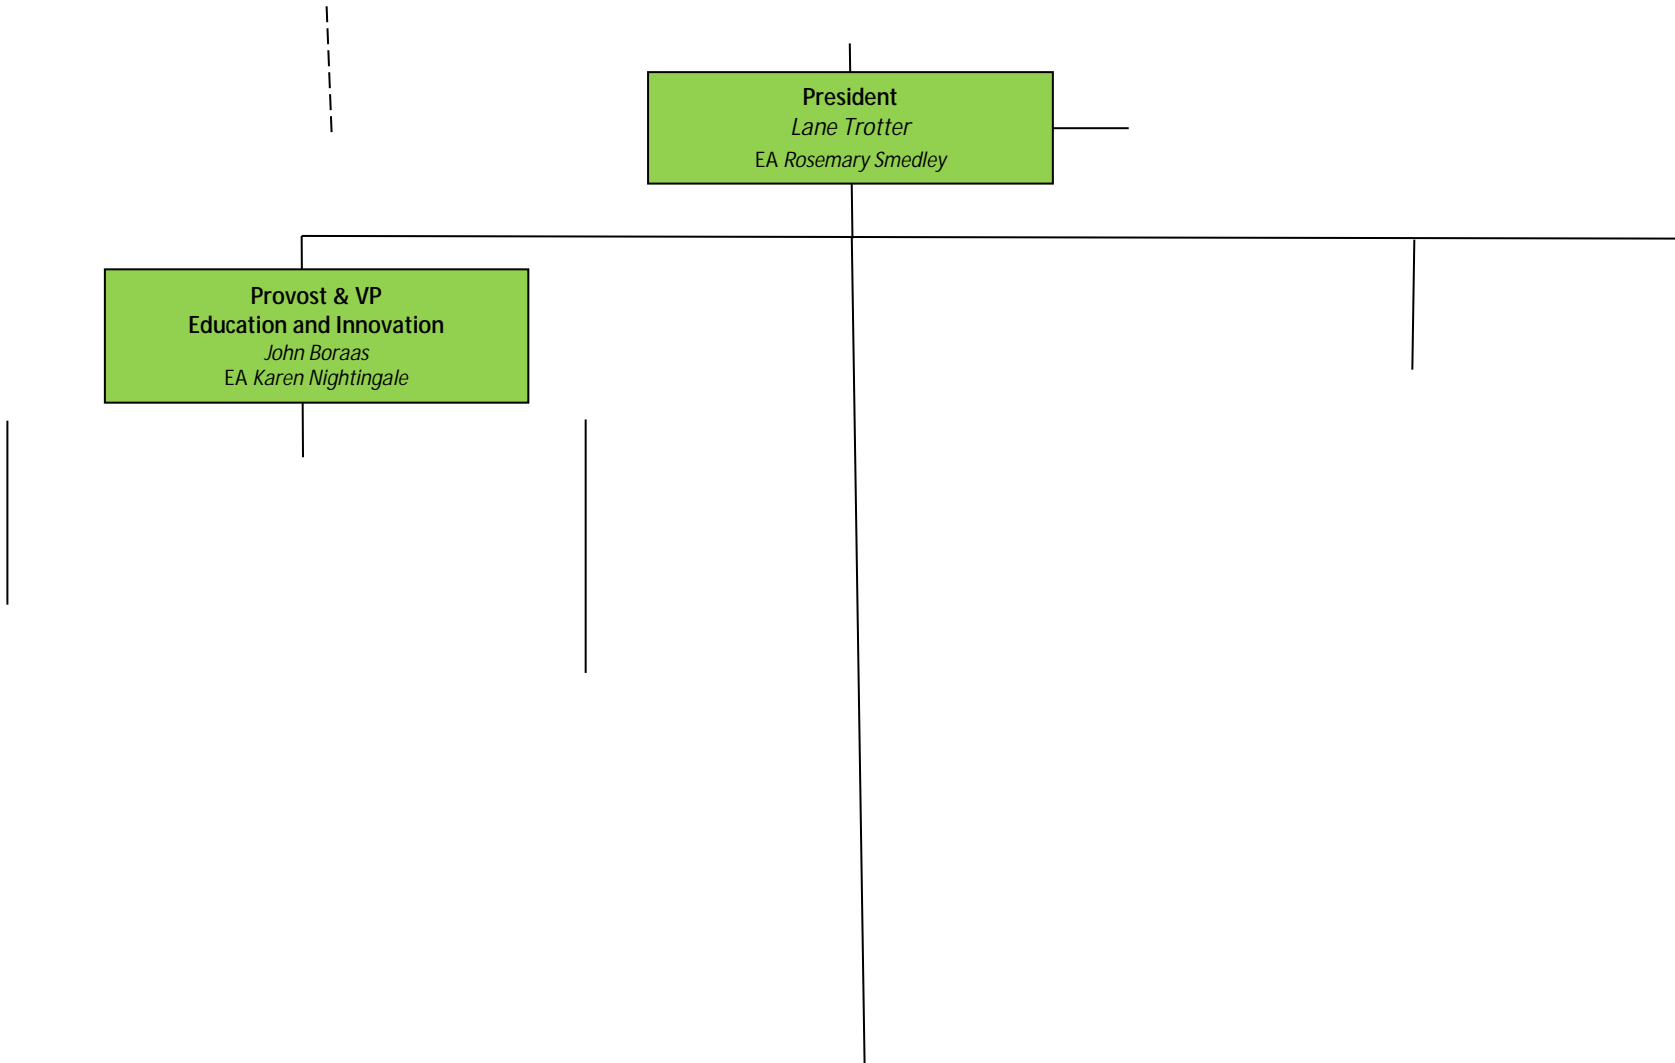 President
Lane Trotter
EA Rosemary Smedley
Provost & VP
Education and Innovation
John Boraas
EA Karen Nightingale